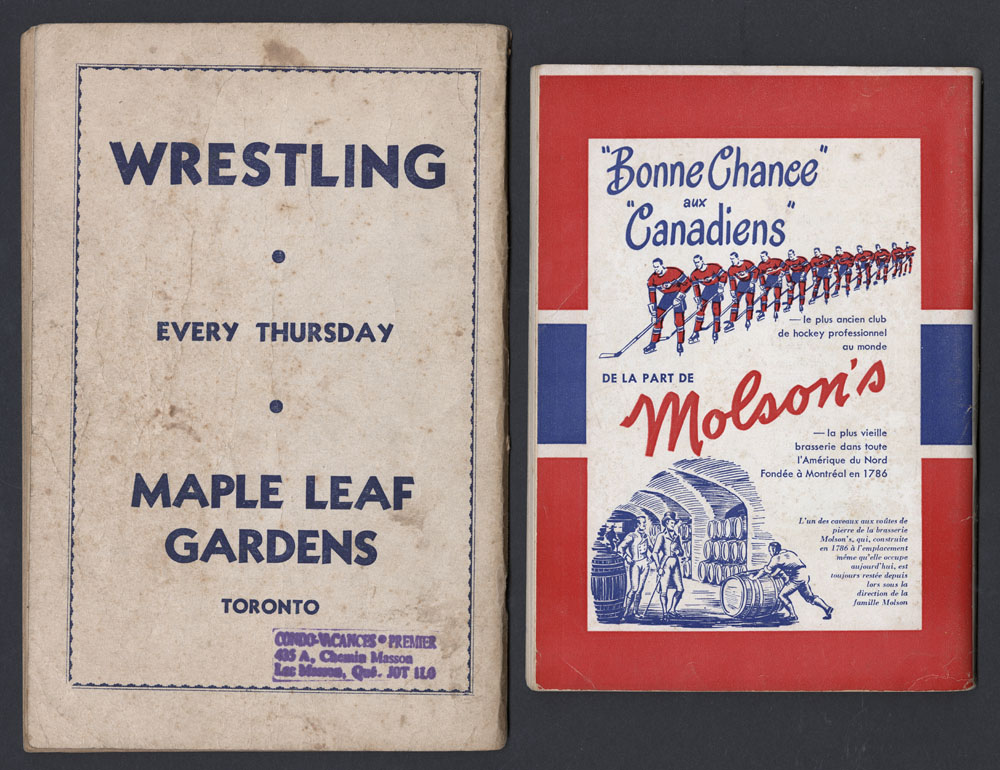 WRESTLING
EVERY THURSDAY
MAPLE LEAF
GARDENS
TORONTO
CONDO-VACANCES PREMIER
435 A, Chemin Masson
Lac Masson, Qué. J0T 1L0
"Bonne Chance"
aux
"Canadiens"
— le plus ancien club
de hockey professionnel
au monde
DE LA PART DE
Molson's
— la plus vieille
brasserie dans toute
l'Amérique du Nord
Fondée à Montréal en 1786
L'un des caveaux aux voûtes de
pierre de la brasserie
Molson's, qui, construite
en 1786 à l'emplacement
même qu'elle occupe
aujourd'hui, est
toujours restée depuis
lors sous la
direction de la
famille Molson